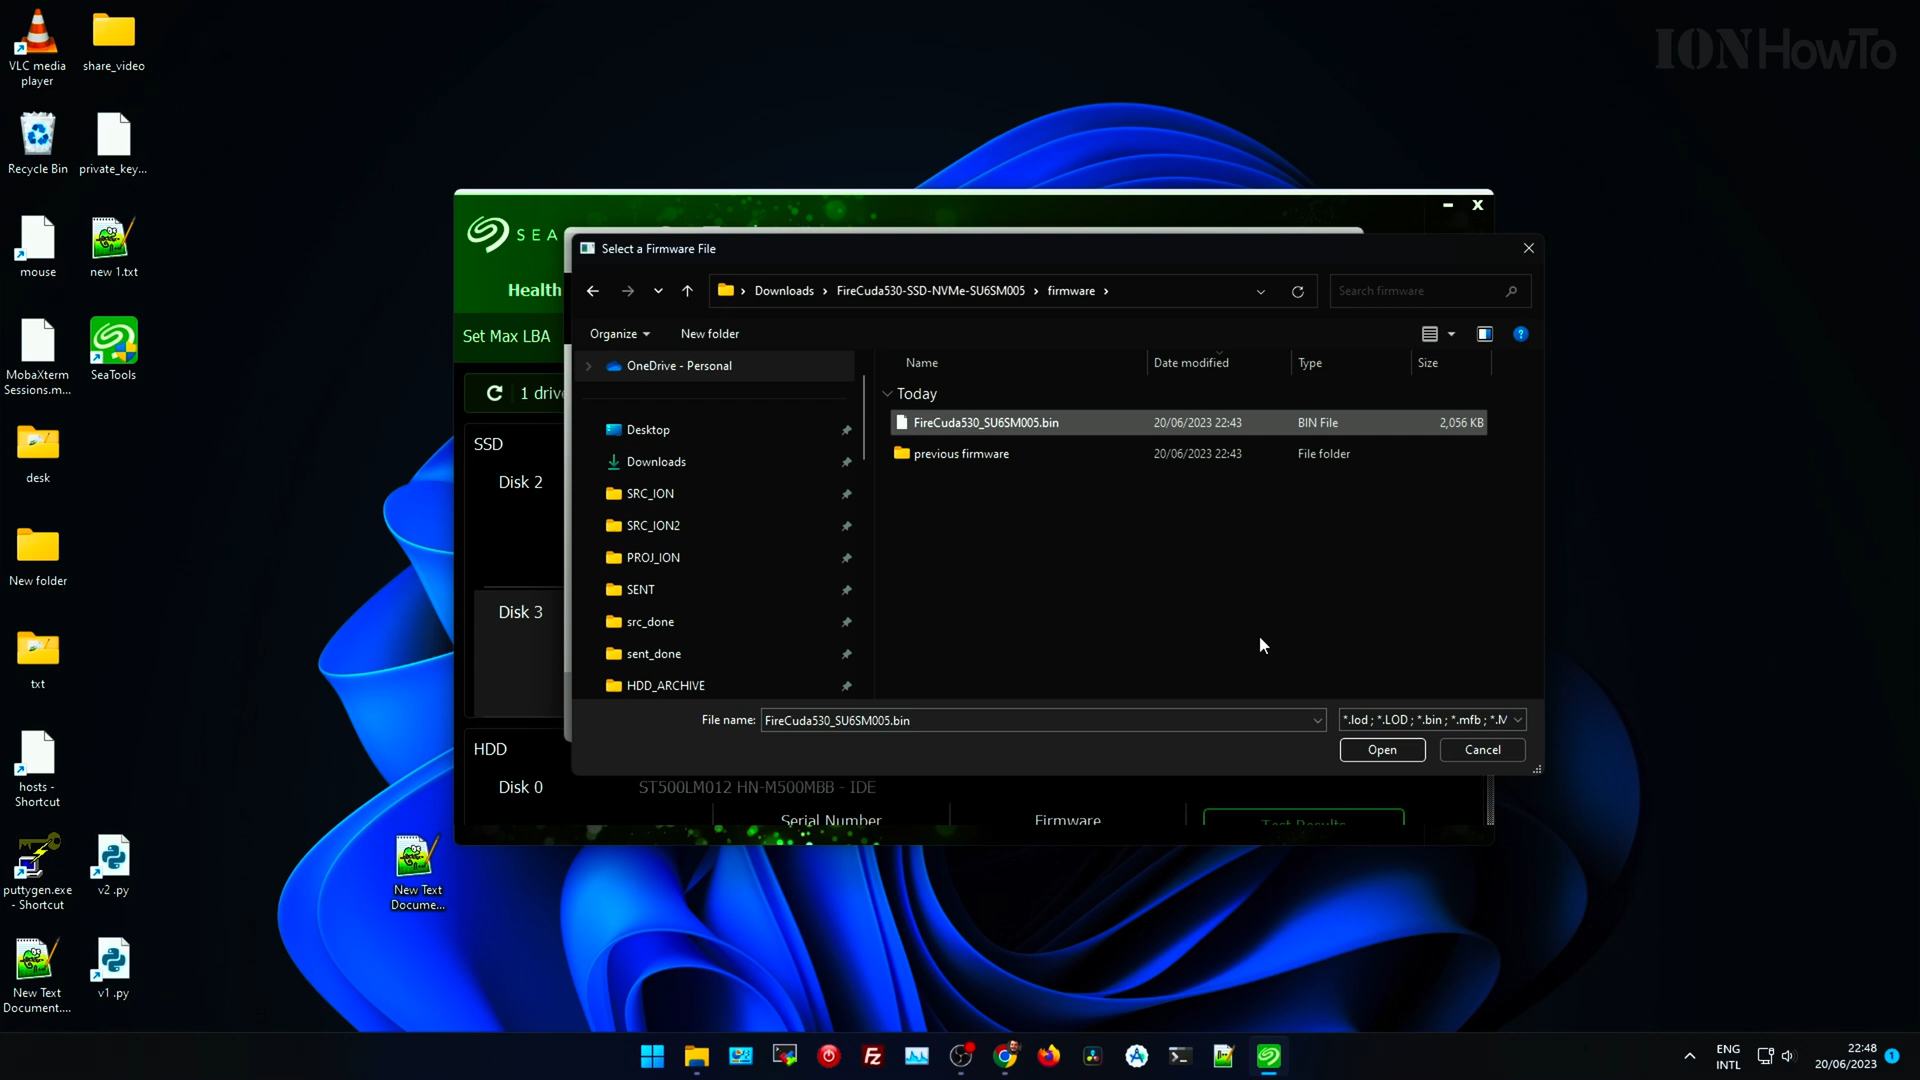 VLC media
player
share_video
Recycle Bin
private_key...
mouse
new 1.txt
MobaXterm
Sessions.m...
SeaTools
desk
New folder
txt
hosts -
Shortcut
puttygen.exe
- Shortcut
v2 .py
New Text
Document....
v1 .py
New Text
Docume...
ION HowTo
SEA
Health
Set Max LBA
1 drive
SSD
Disk 2
Disk 3
HDD
Disk 0
ST500LM012 HN-M500MBB - IDE
Serial Number
Firmware
Test Results
Select a Firmware File
Downloads
FireCuda530-SSD-NVMe-SU6SM005
firmware
Search firmware
Organize
New folder
OneDrive - Personal
Desktop
Downloads
SRC_ION
SRC_ION2
PROJ_ION
SENT
src_done
sent_done
HDD_ARCHIVE
Name
Date modified
Type
Size
Today
FireCuda530_SU6SM005.bin
20/06/2023 22:43
BIN File
2,056 KB
previous firmware
20/06/2023 22:43
File folder
File name:
FireCuda530_SU6SM005.bin
*.lod ; *.LOD ; *.bin ; *.mfb ; *.M
Open
Cancel
ENG
INTL
22:48
20/06/2023
1